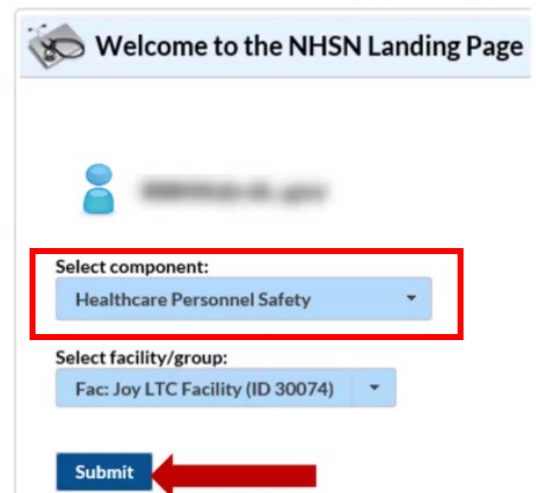 Welcome to the NHSN Landing Page
Select component:
Healthcare Personnel Safety
Select facility/group:
Fac: Joy LTC Facility (ID 30074)
Submit